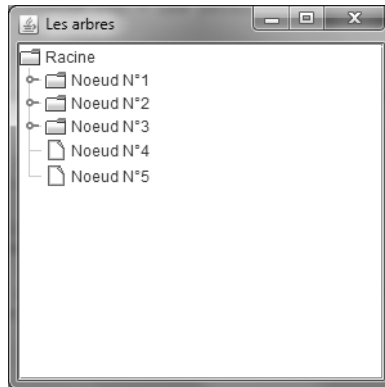 Les arbres
Racine
Noeud N°1
Noeud N°2
Noeud N°3
Noeud N°4
Noeud N°5